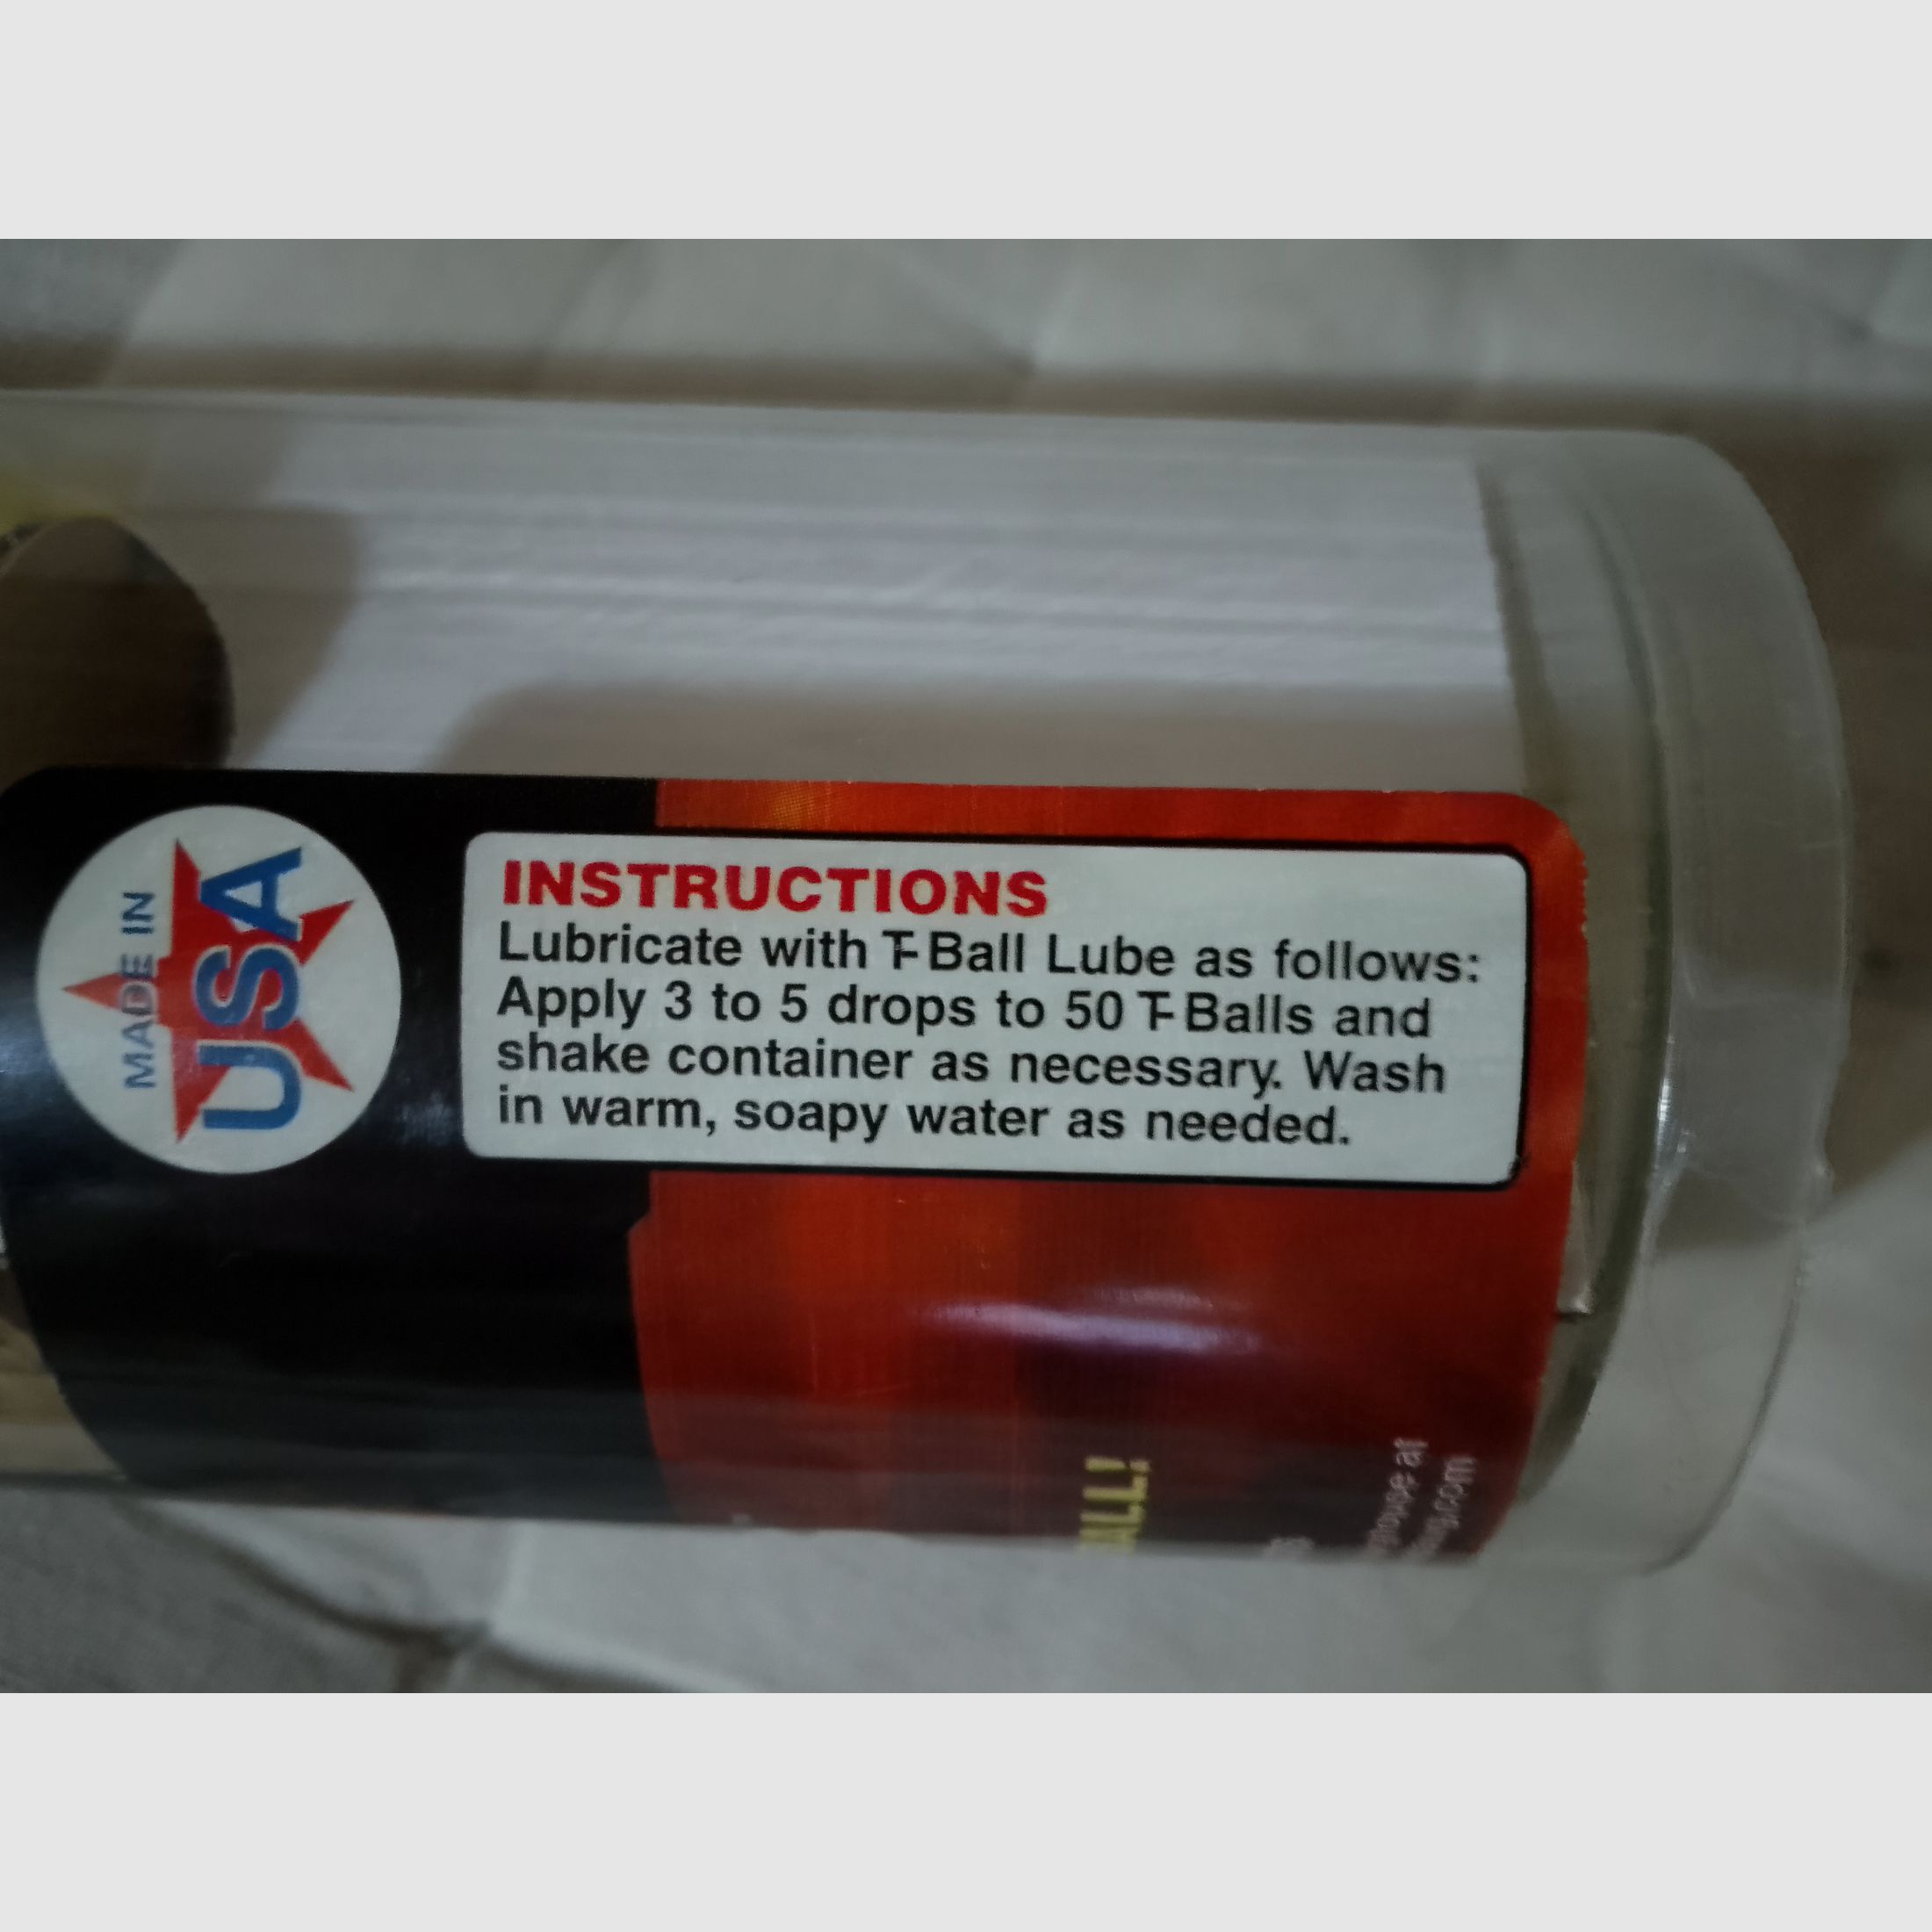 MADE IN
USA
INSTRUCTIONS
Lubricate with T-Ball Lube as follows:
Apply 3 to 5 drops to 50 T-Balls and
shake container as necessary. Wash
in warm, soapy water as needed.